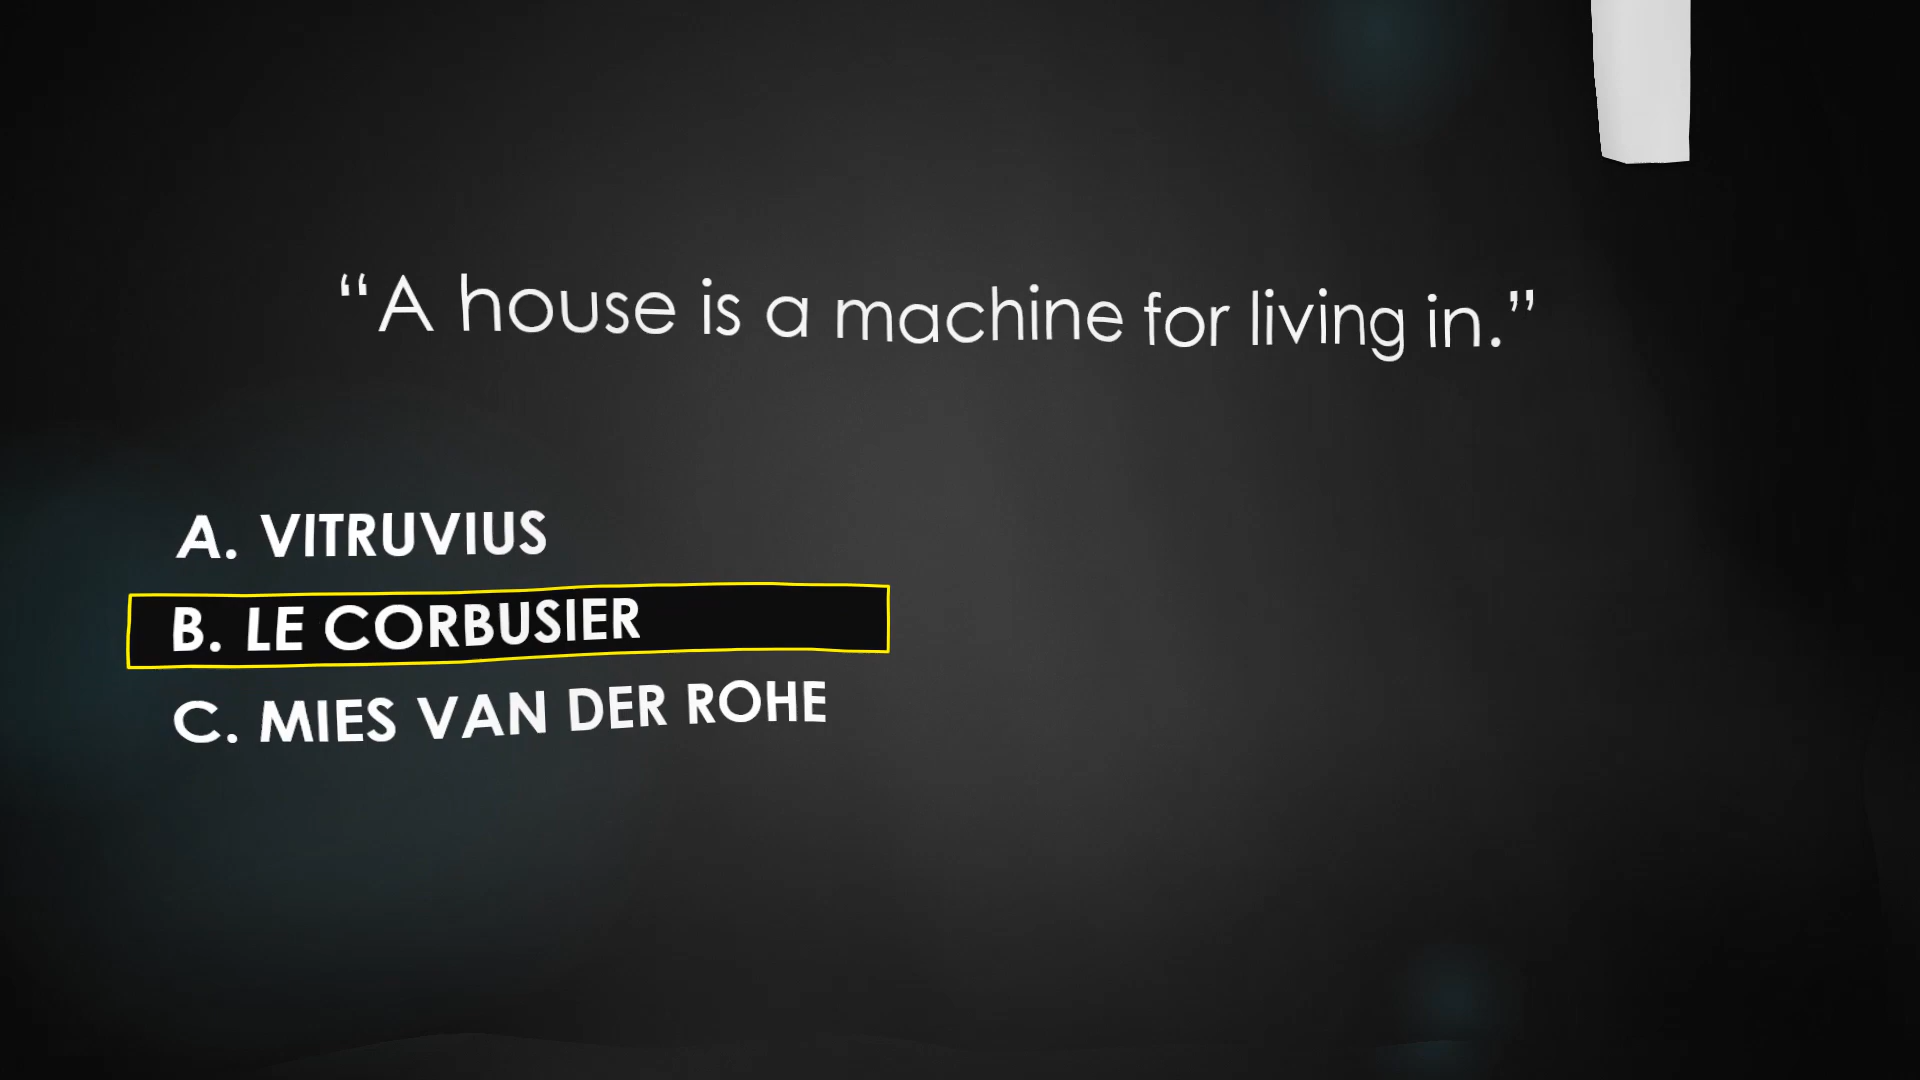 “A house is a machine for living in.”
A. VITRUVIUS
B. LE CORBUSIER
C. MIES VAN DER ROHE